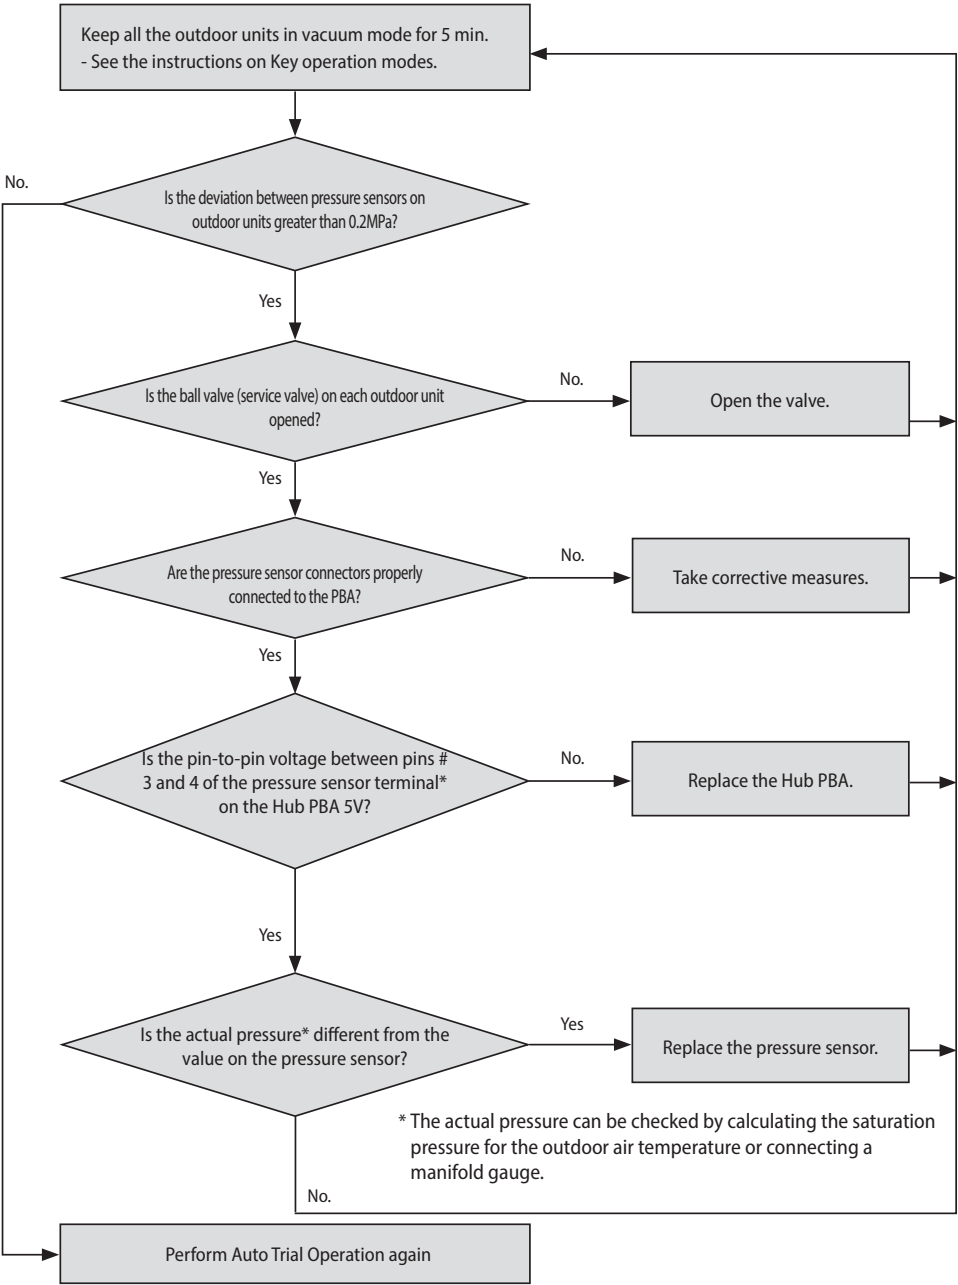 Keep all the outdoor units in vacuum mode for 5 min.
- See the instructions on Key operation modes.
No.
Is the deviation between pressure sensors on
outdoor units greater than 0.2MPa?
Yes
Is the ball valve (service valve) on each outdoor unit
opened?
No.
Open the valve.
Yes
Are the pressure sensor connectors properly
connected to the PBA?
No.
Take corrective measures.
Yes
Is the pin-to-pin voltage between pins #
3 and 4 of the pressure sensor terminal*
on the Hub PBA 5V?
No.
Replace the Hub PBA.
Yes
Is the actual pressure* different from the
value on the pressure sensor?
Yes
Replace the pressure sensor.
* The actual pressure can be checked by calculating the saturation
pressure for the outdoor air temperature or connecting a
manifold gauge.
No.
Perform Auto Trial Operation again